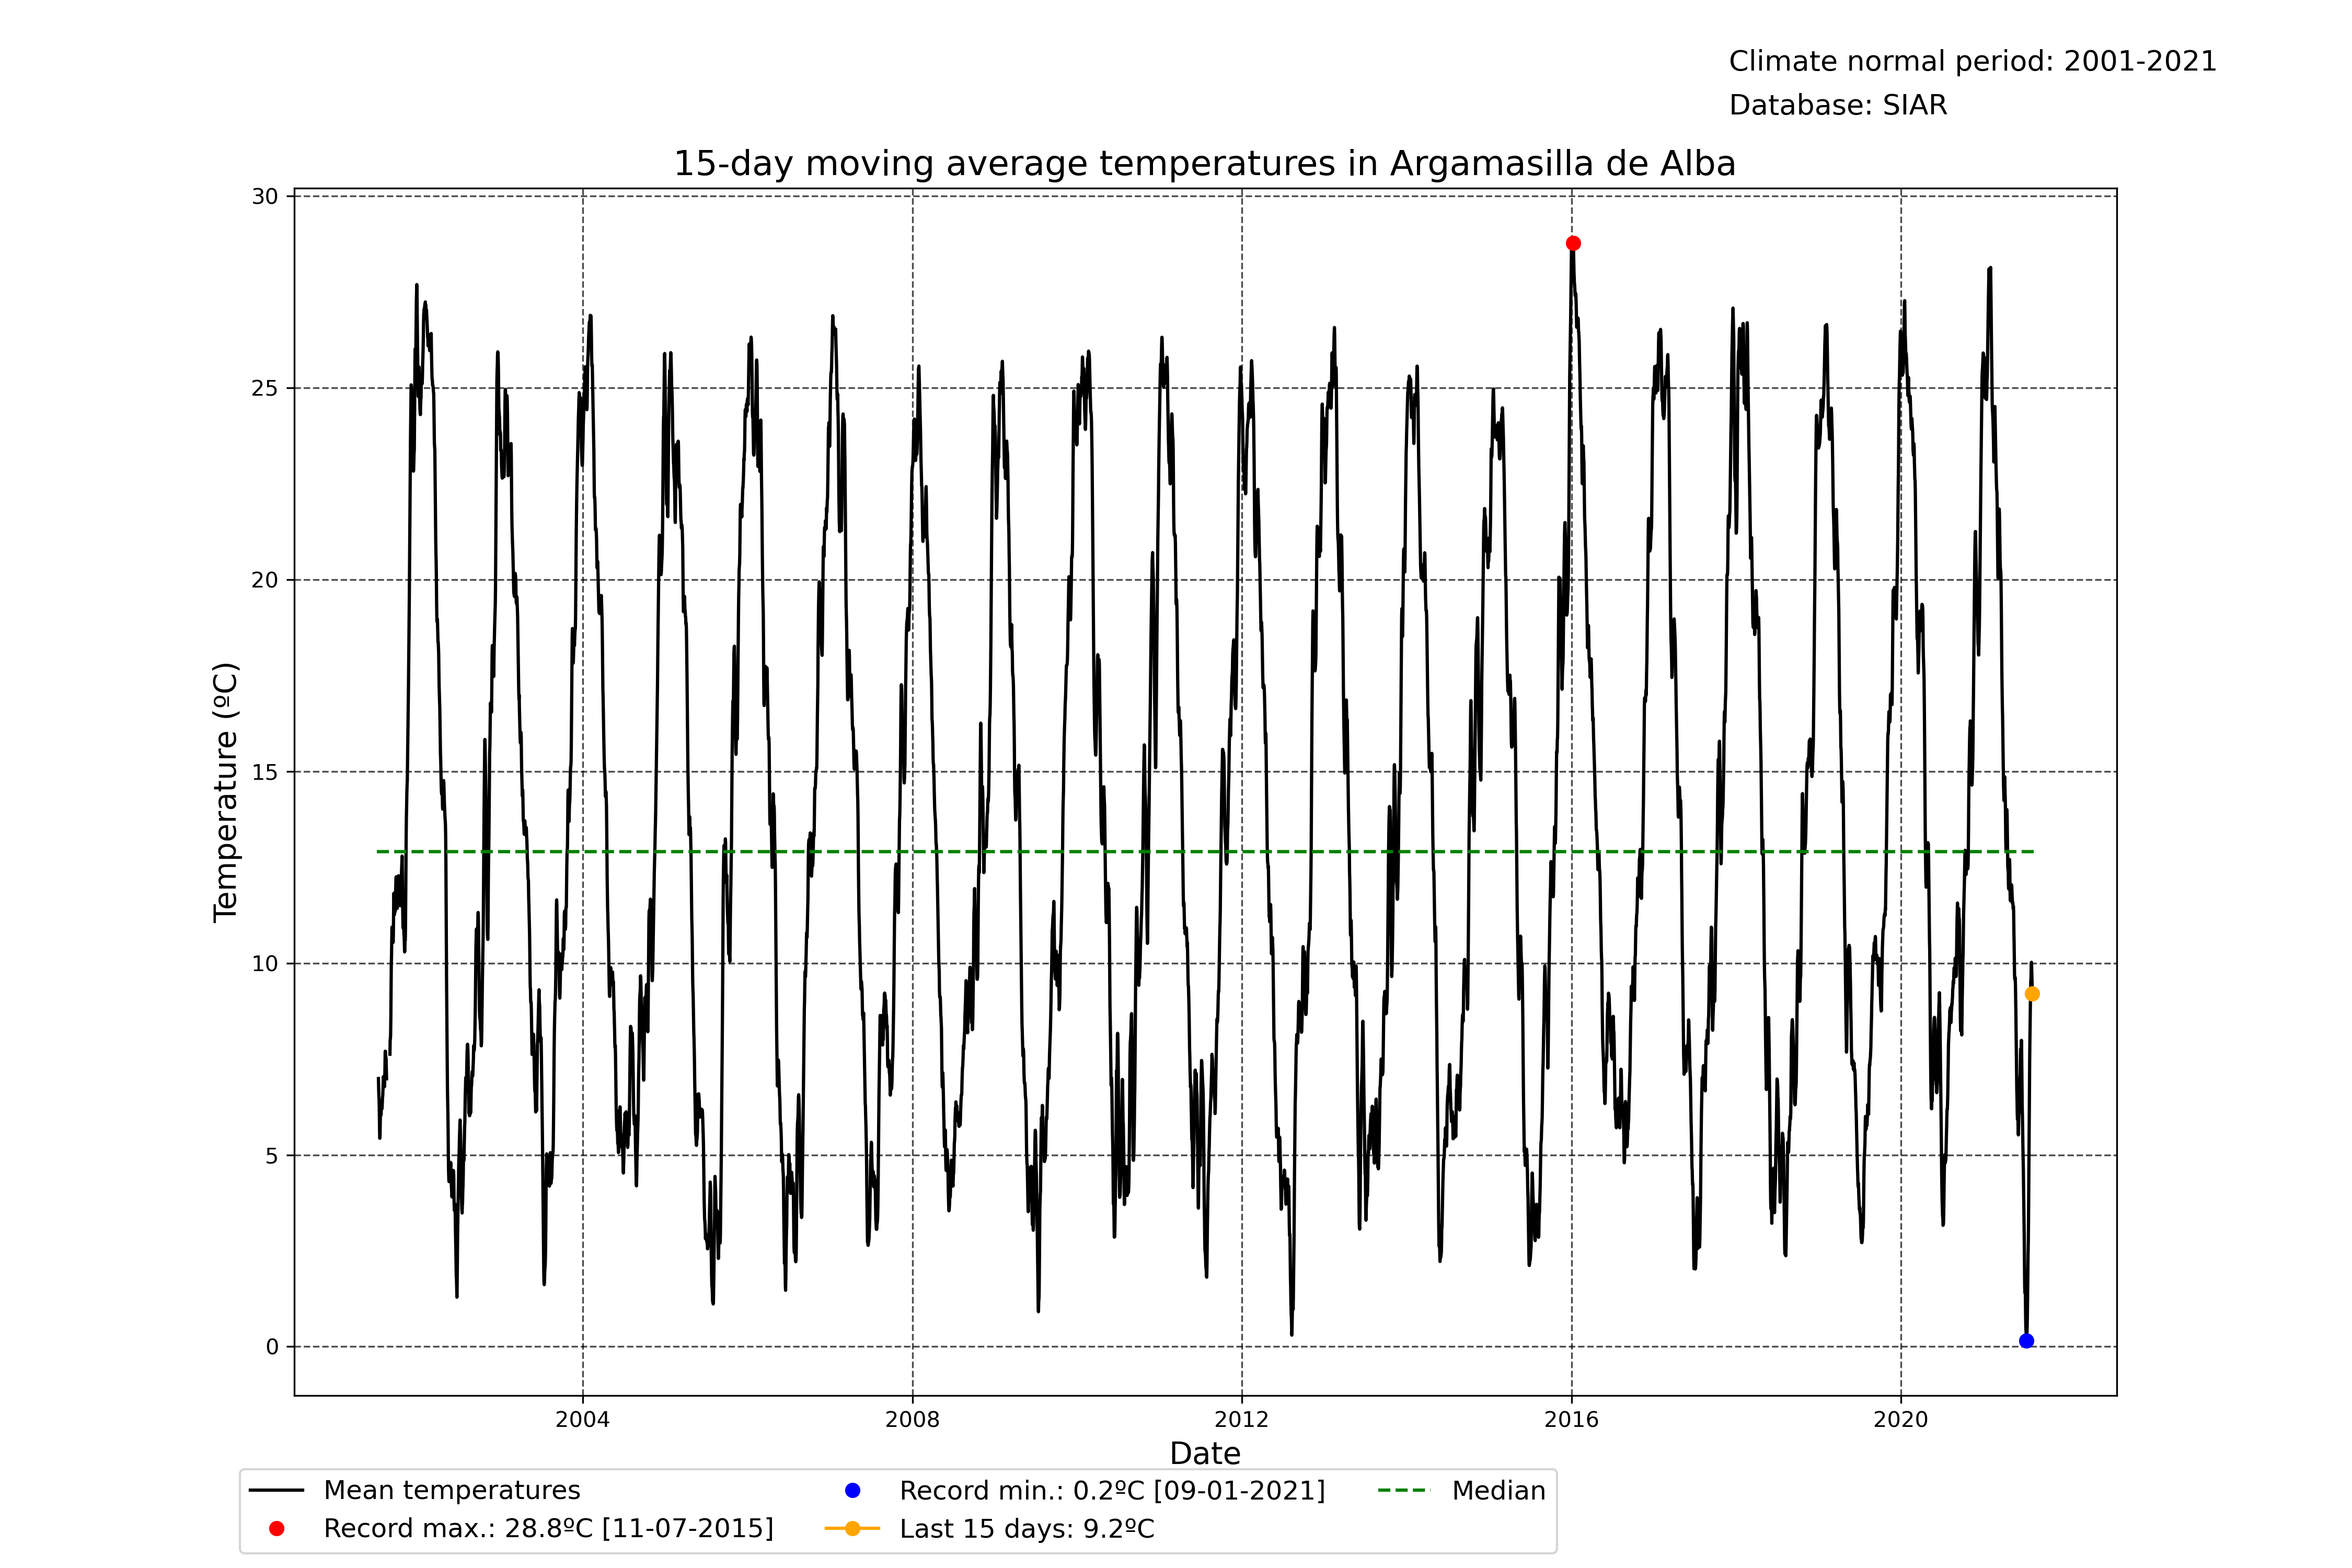 Climate normal period: 2001-2021
Database: SIAR
15-day moving average temperatures in Argamasilla de Alba
30
25
20
15
10
5
0
Temperature (ºC)
2004
2008
2012
2016
2020
Date
Mean temperatures
Record max.: 28.8ºC [11-07-2015]
Record min.: 0.2ºC [09-01-2021]
Last 15 days: 9.2ºC
Median